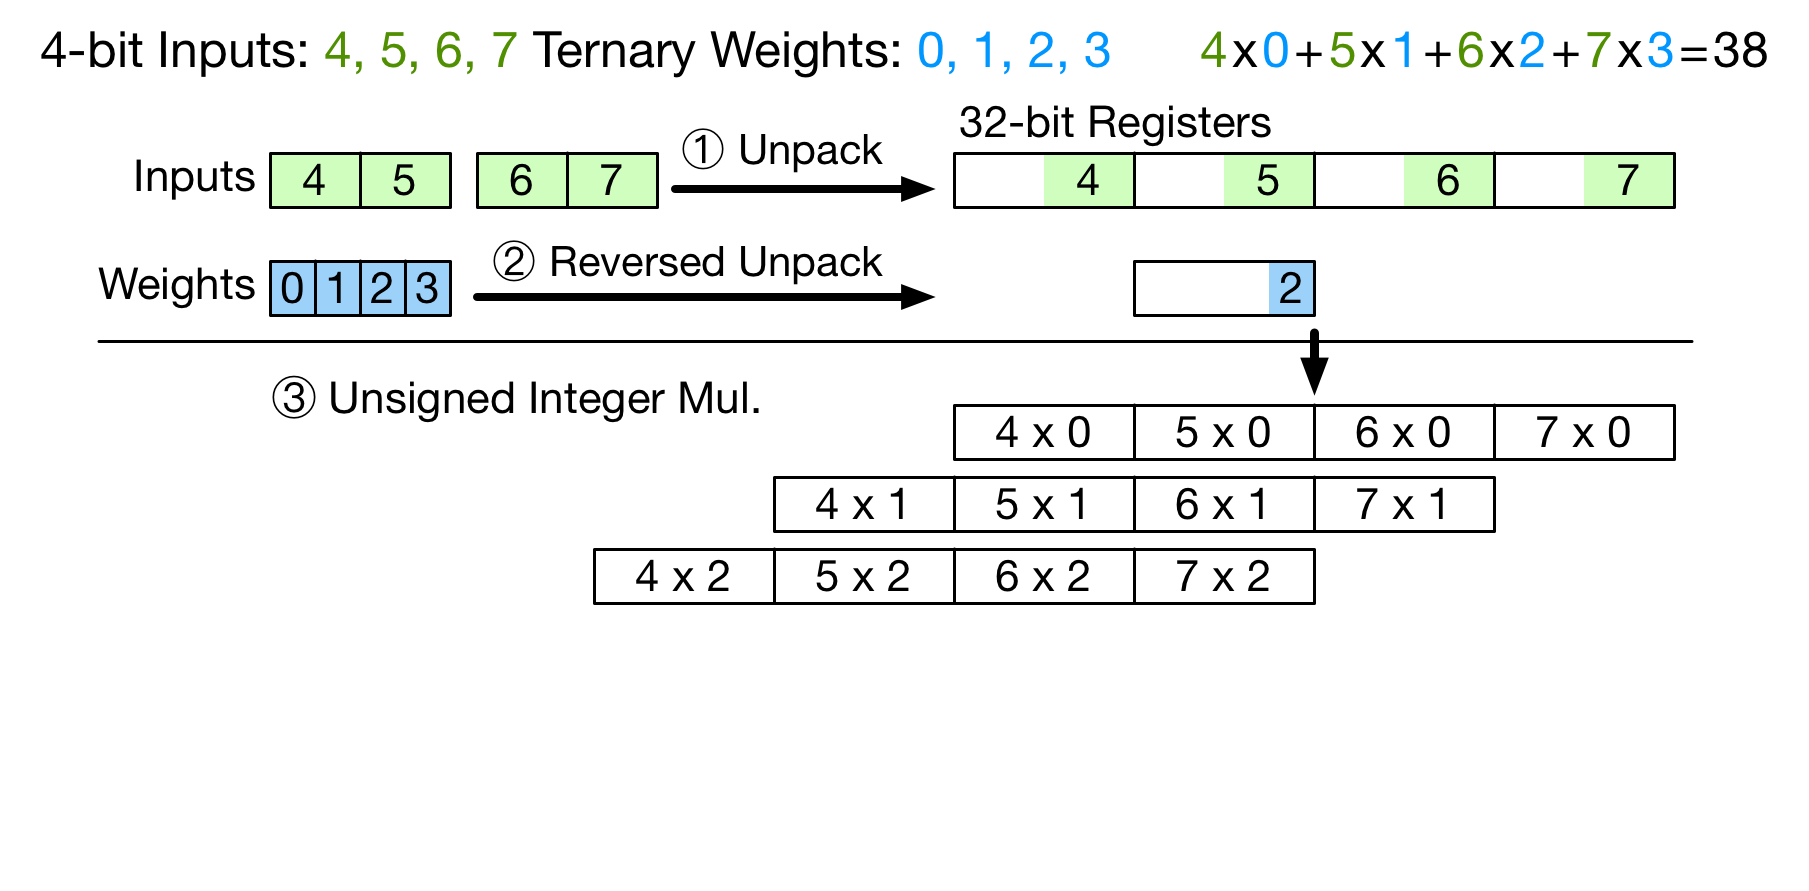 4-bit Inputs: 4, 5, 6, 7 Ternary Weights: 0, 1, 2, 3 4x0+5x1+6x2+7x3=38
32-bit Registers
① Unpack
Inputs 4 5 6 7 4 5 6 7
② Reversed Unpack
Weights 0 1 2 3 2
③ Unsigned Integer Mul.
4 x 0 5 x 0 6 x 0 7 x 0
4 x 1 5 x 1 6 x 1 7 x 1
4 x 2 5 x 2 6 x 2 7 x 2